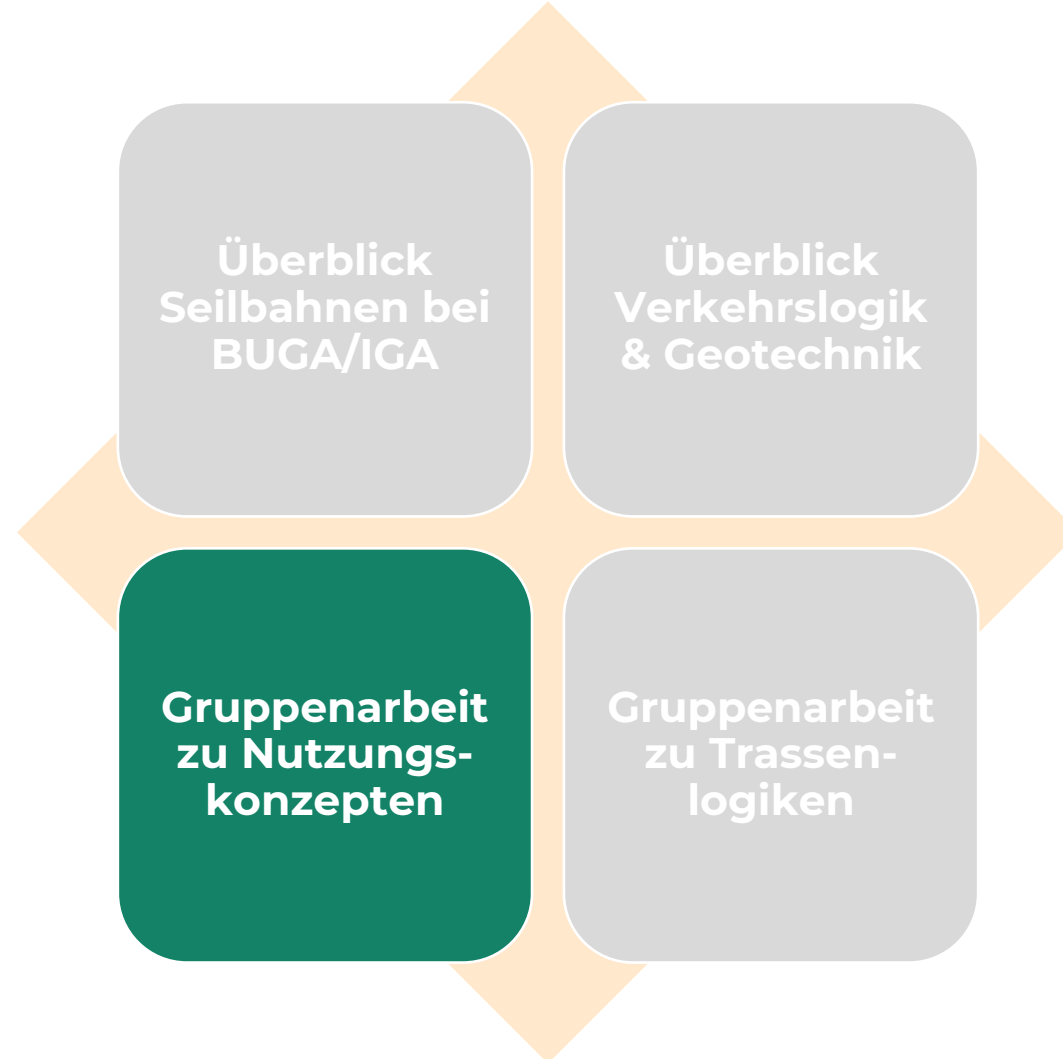 Überblick
Seilbahnen bei
BUGA/IGA
Überblick
Verkehrslogik
& Geotechnik
Gruppenarbeit
zu Nutzungs-
konzepten
Gruppenarbeit
zu Trassen-
logiken